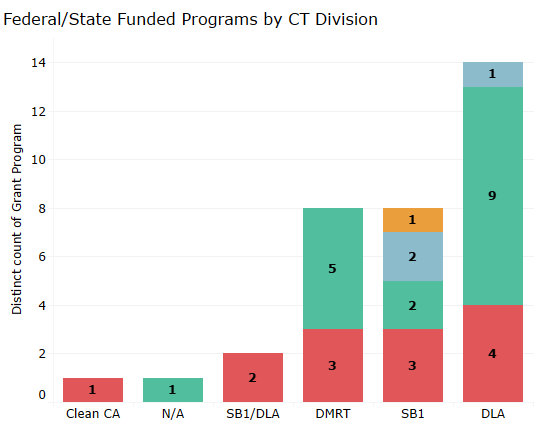 Federal/State Funded Programs by CT Division
Distinct count of Grant Program
14
12
10
8
6
4
2
0
1
1
2
5
3
1
2
2
3
1
9
4
Clean CA
N/A
SB1/DLA
DMRT
SB1
DLA